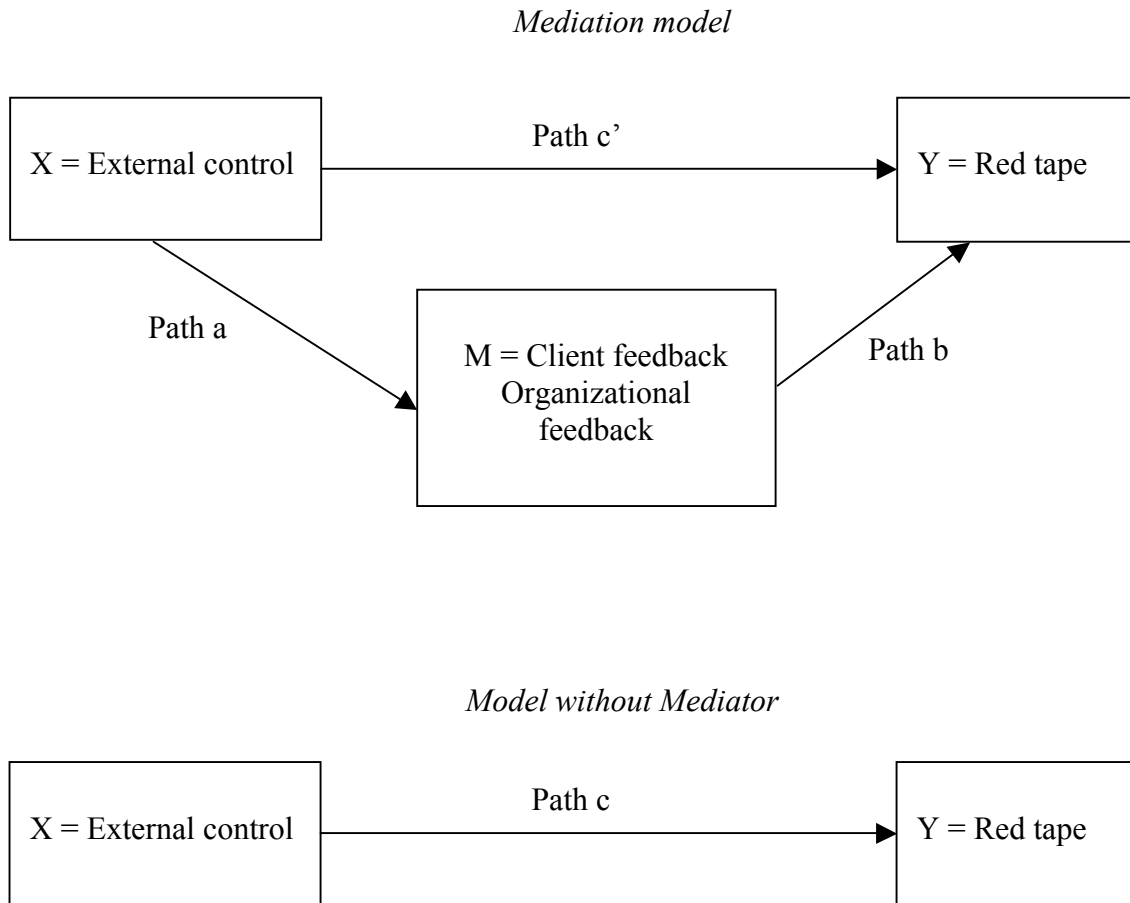 Mediation model
Path c’
X = External control
Y = Red tape
Path a
M = Client feedback
Organizational
feedback
Path b
Model without Mediator
Path c
X = External control
Y = Red tape